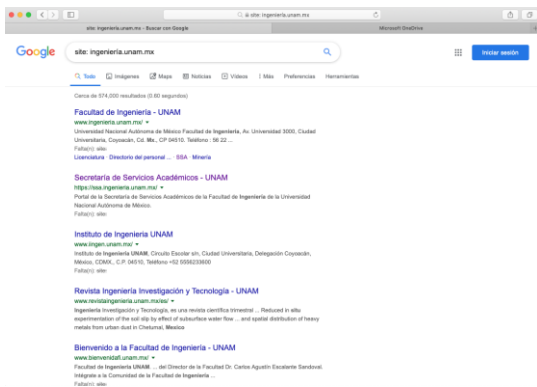 site: ingeniería.unam.mx
site: ingeniería.unam.mx - Buscar con Google
Microsoft OneDrive
Google
site: ingeniería.unam.mx
Iniciar sesión
Todo Imágenes Maps Noticias Vídeos Más Preferencias Herramientas
Cerca de 574,000 resultados (0.60 segundos)
Facultad de Ingeniería - UNAM
www.ingenieria.unam.mx/
Universidad Nacional Autónoma de México Facultad de Ingeniería, Av. Universidad 3000, Ciudad
Universitaria, Coyoacán, Cd. Mx., CP 04510. Teléfono : 56 22 ...
Falta(n): site:
Licenciatura · Directorio del personal ... · SSA · Minería
Secretaría de Servicios Académicos - UNAM
https://ssa.ingenieria.unam.mx/
Portal de la Secretaría de Servicios Académicos de la Facultad de Ingeniería de la Universidad
Nacional Autónoma de México.
Falta(n): site:
Instituto de Ingeniería UNAM
www.iingen.unam.mx/
Instituto de Ingeniería UNAM, Circuito Escolar s/n, Ciudad Universitaria, Delegación Coyoacán,
México, CDMX., C.P. 04510, Teléfono +52 5556233600
Falta(n): site:
Revista Ingeniería Investigación y Tecnología - UNAM
www.revistaingenieria.unam.mx/es/
Ingeniería Investigación y Tecnología, es una revista científica trimestral ... Reduced in situ
experimentation of the soil slip by effect of subsurface water flow ... and spatial distribution of heavy
metals from urban dust in Chetumal, Mexico
Bienvenido a la Facultad de Ingeniería - UNAM
www.bienvenidafi.unam.mx/
Facultad de Ingeniería UNAM. ... del Director de la Facultad Dr. Carlos Agustín Escalante Sandoval.
Intégrate a la Comunidad de la Facultad de Ingeniería ...
Falta(n): site: